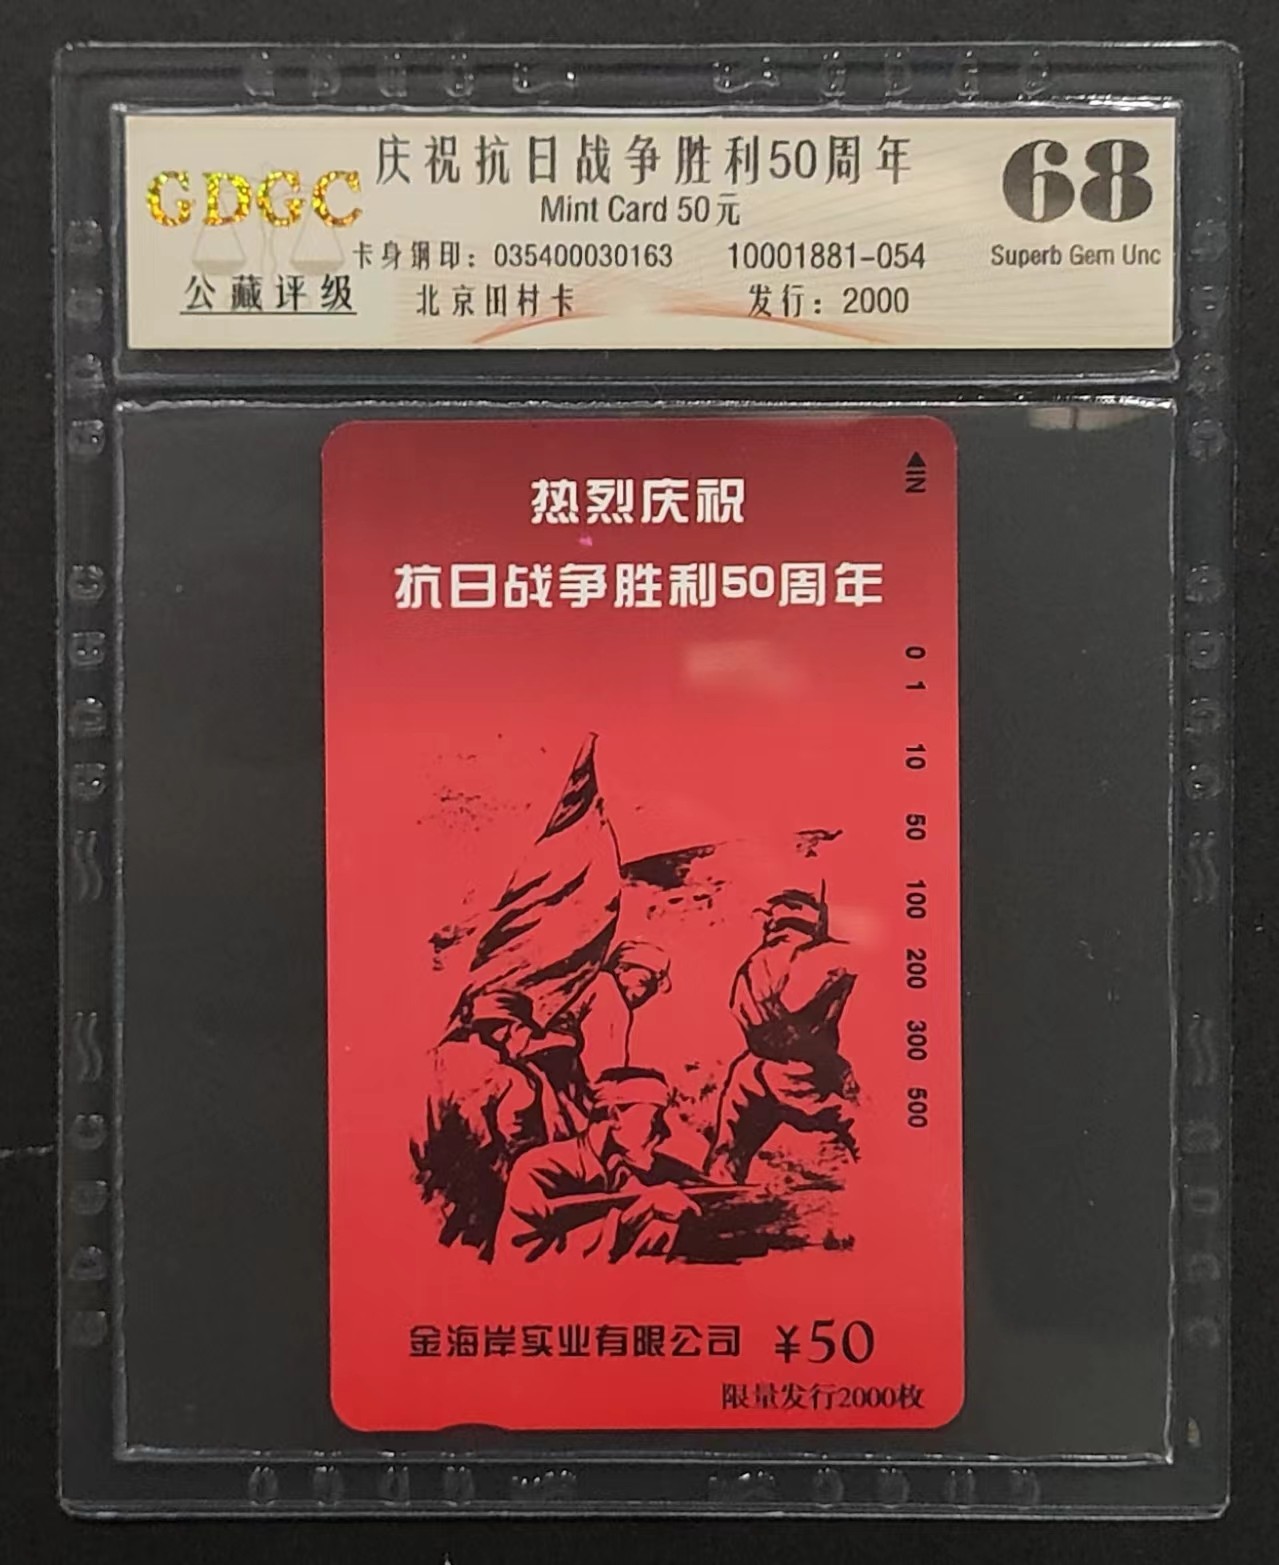 庆祝抗日战争胜利50周年
GDGC
Mint Card 50元
68
卡身钢印：035400030163
10001881-054
Superb Gem Unc
公藏评级
北京田村卡
发行：2000
◀IN
热烈庆祝
抗日战争胜利50周年
0
1
10
50
100
200
300
500
金海岸实业有限公司 ¥50
限量发行2000枚